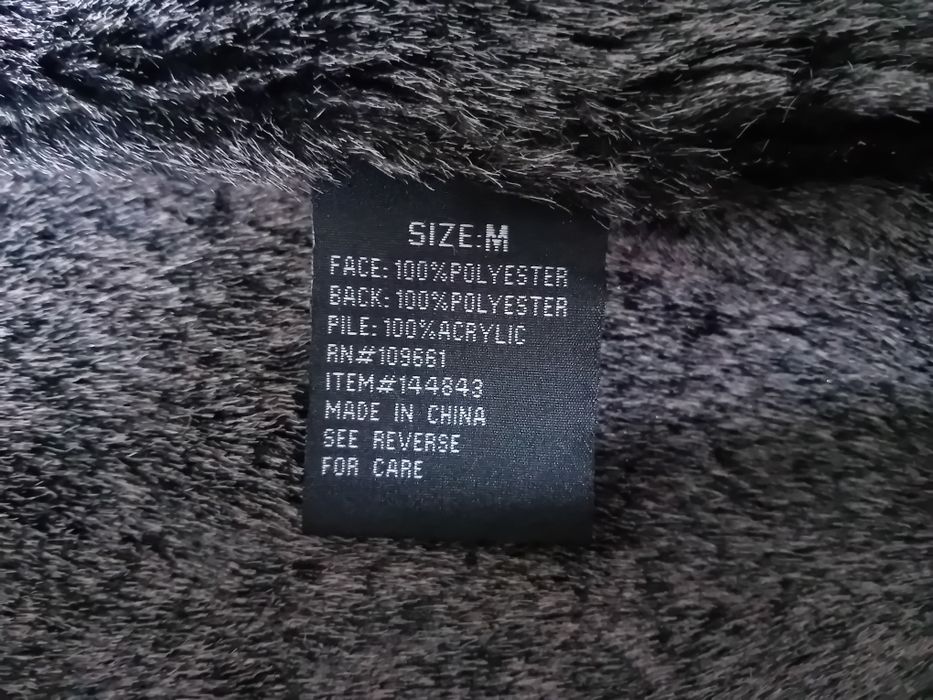 SIZE:M
FACE: 100%POLYESTER
BACK: 100%POLYESTER
PILE: 100%ACRYLIC
RN#109661
ITEM#144843
MADE IN CHINA
SEE REVERSE
FOR CARE